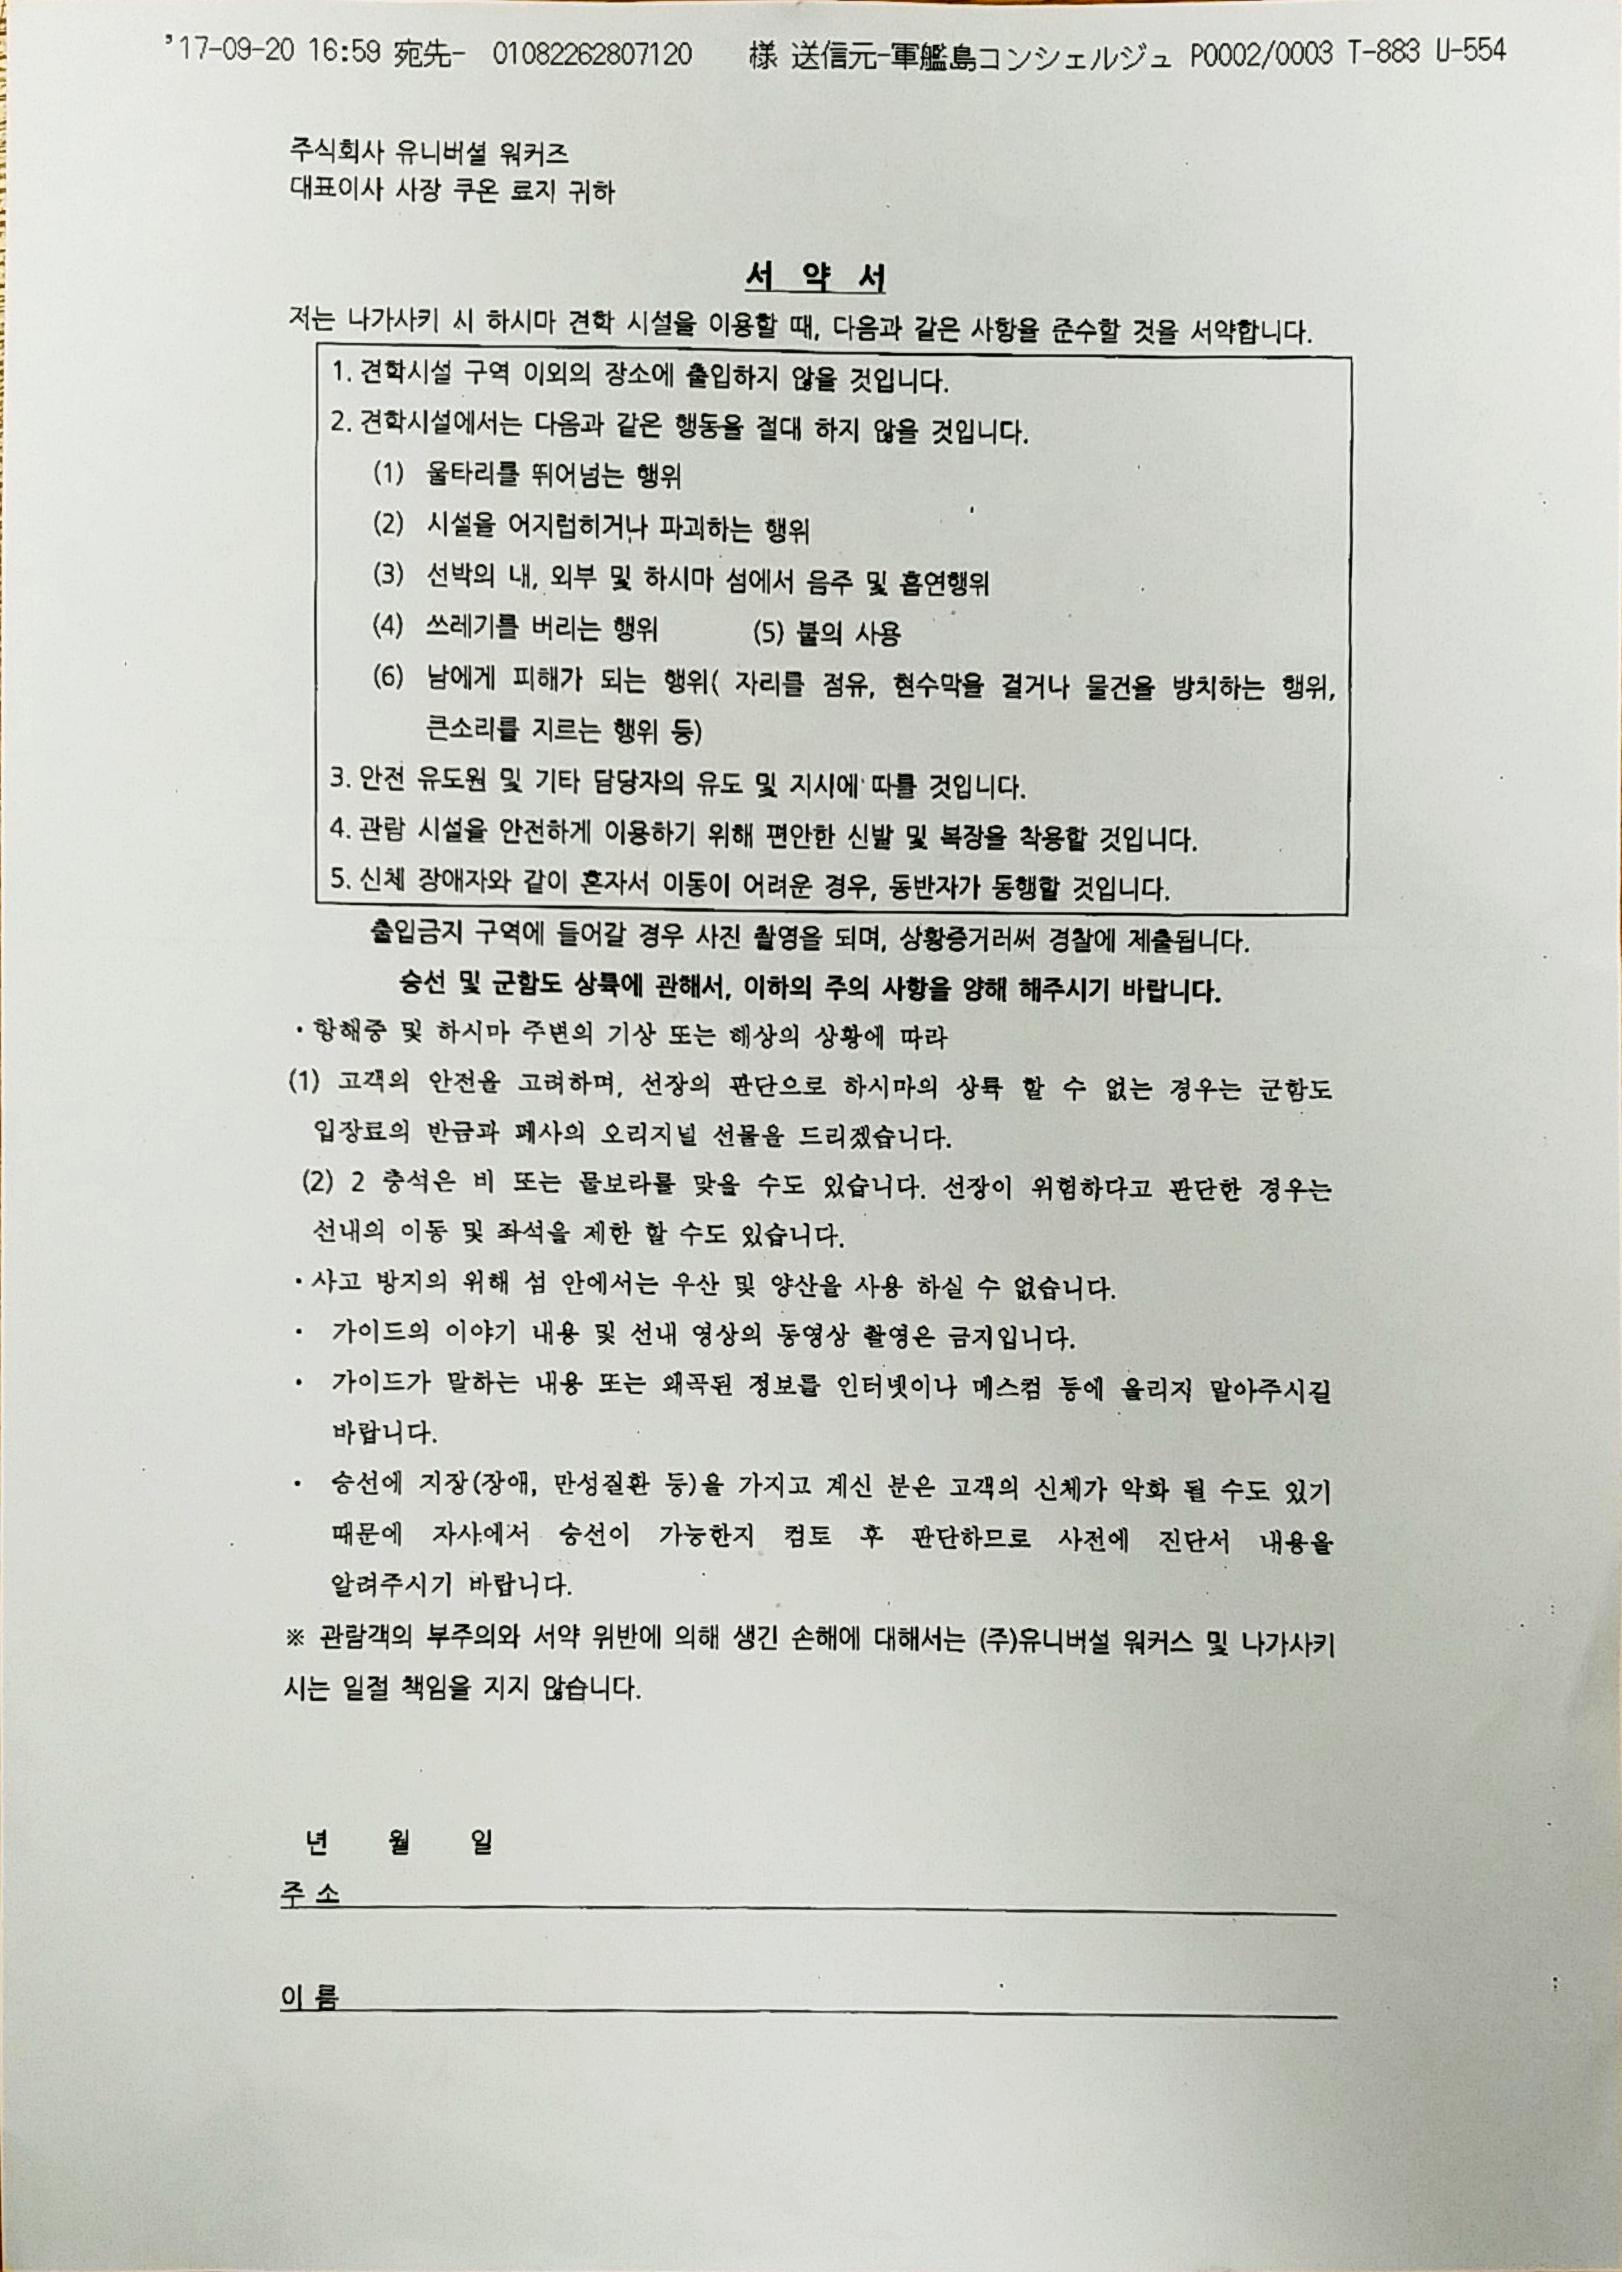 '17-09-20 16:59 宛先- 01082262807120 様 送信元-軍艦島コンシェルジュ P0002/0003 T-883 U-554
주식회사 유니버셜 워커즈
대표이사 사장 쿠온 료지 귀하
서 약 서
저는 나가사키 시 하시마 견학 시설을 이용할 때, 다음과 같은 사항을 준수할 것을 서약합니다.
1. 견학시설 구역 이외의 장소에 출입하지 않을 것입니다.
2. 견학시설에서는 다음과 같은 행동을 절대 하지 않을 것입니다.
(1) 울타리를 뛰어넘는 행위
(2) 시설을 어지럽히거나 파괴하는 행위
(3) 선박의 내, 외부 및 하시마 섬에서 음주 및 흡연행위
(4) 쓰레기를 버리는 행위 (5) 불의 사용
(6) 남에게 피해가 되는 행위( 자리를 점유, 현수막을 걸거나 물건을 방치하는 행위,
큰소리를 지르는 행위 등)
3. 안전 유도원 및 기타 담당자의 유도 및 지시에 따를 것입니다.
4. 관람 시설을 안전하게 이용하기 위해 편안한 신발 및 복장을 착용할 것입니다.
5. 신체 장애자와 같이 혼자서 이동이 어려운 경우, 동반자가 동행할 것입니다.
출입금지 구역에 들어갈 경우 사진 촬영을 되며, 상황증거러써 경찰에 제출됩니다.
승선 및 군함도 상륙에 관해서, 이하의 주의 사항을 양해 해주시기 바랍니다.
・항해중 및 하시마 주변의 기상 또는 해상의 상황에 따라
(1) 고객의 안전을 고려하며, 선장의 판단으로 하시마의 상륙 할 수 없는 경우는 군함도
입장료의 반금과 폐사의 오리지널 선물을 드리겠습니다.
(2) 2 층석은 비 또는 물보라를 맞을 수도 있습니다. 선장이 위험하다고 판단한 경우는
선내의 이동 및 좌석을 제한 할 수도 있습니다.
・사고 방지의 위해 섬 안에서는 우산 및 양산을 사용 하실 수 없습니다.
・ 가이드의 이야기 내용 및 선내 영상의 동영상 촬영은 금지입니다.
・ 가이드가 말하는 내용 또는 왜곡된 정보를 인터넷이나 메스컴 등에 올리지 말아주시길
바랍니다.
・ 승선에 지장(장애, 만성질환 등)을 가지고 계신 분은 고객의 신체가 악화 될 수도 있기
때문에 자사에서 승선이 가능한지 검토 후 판단하므로 사전에 진단서 내용을
알려주시기 바랍니다.
※ 관람객의 부주의와 서약 위반에 의해 생긴 손해에 대해서는 (주)유니버설 워커스 및 나가사키
시는 일절 책임을 지지 않습니다.
년 월 일
주 소
이 름